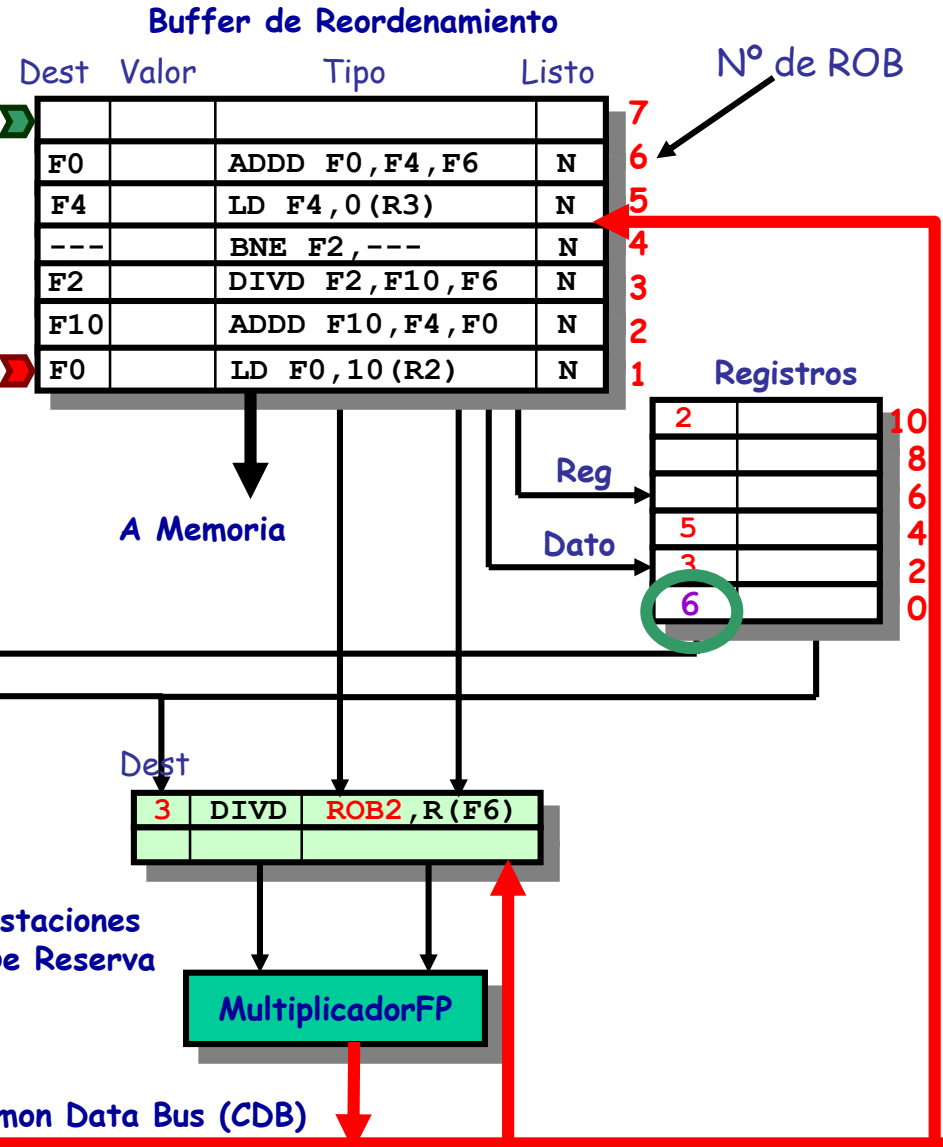 Buffer de Reordenamiento
Dest Valor Tipo Listo
Nº de ROB
7
F0 ADDD F0,F4,F6 N 6
F4 LD F4,0(R3) N 5
--- BNE F2,--- N 4
F2 DIVD F2,F10,F6 N 3
F10 ADDD F10,F4,F0 N 2
F0 LD F0,10(R2) N 1
Registros
2 10
8
Reg 6
A Memoria
5 4
Dato
3 2
6 0
Dest
3 DIVD ROB2,R(F6)
staciones
e Reserva
MultiplicadorFP
mon Data Bus (CDB)